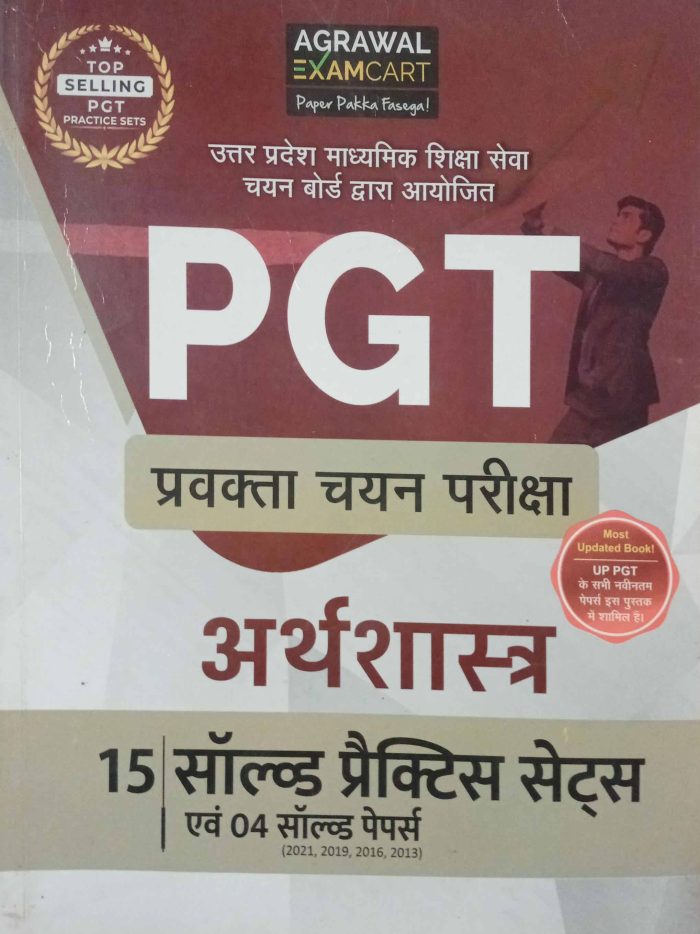 TOP
SELLING
PGT
PRACTICE SETS
AGRAWAL
EXAMCART
Paper Pakka Fasega!
उत्तर प्रदेश माध्यमिक शिक्षा सेवा
चयन बोर्ड द्वारा आयोजित
PGT
प्रवक्ता चयन परीक्षा
Most
Updated Book!
UP PGT
के सभी नवीनतम
पेपर्स इस पुस्तक
में शामिल हैं।
अर्थशास्त्र
15 सॉल्व्ड प्रैक्टिस सेट्स
एवं 04 सॉल्व्ड पेपर्स
(2021, 2019, 2016, 2013)